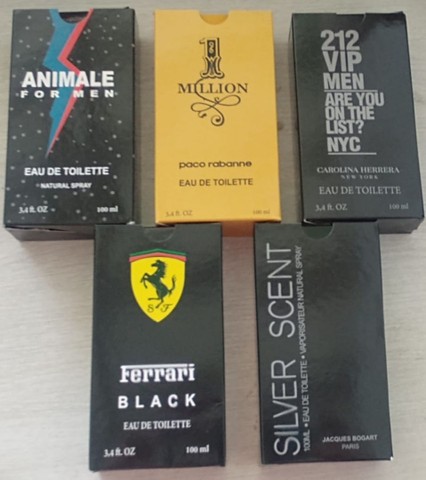 ANIMALE
FOR MEN
EAU DE TOILETTE
NATURAL SPRAY
3,4 fl. OZ 100 ml
1
MILLION
paco rabanne
EAU DE TOILETTE
3,4 fl. OZ 100 ml
212
VIP
MEN
ARE YOU
ON THE
LIST?
NYC
CAROLINA HERRERA
NEW YORK
EAU DE TOILETTE
3,4 fl. OZ 100 ml
S F
Ferrari
BLACK
EAU DE TOILETTE
3,4 fl. OZ 100 ml
SILVER SCENT
100ML • EAU DE TOILETTE • VAPORISATEUR NATURAL SPRAY
JACQUES BOGART
PARIS